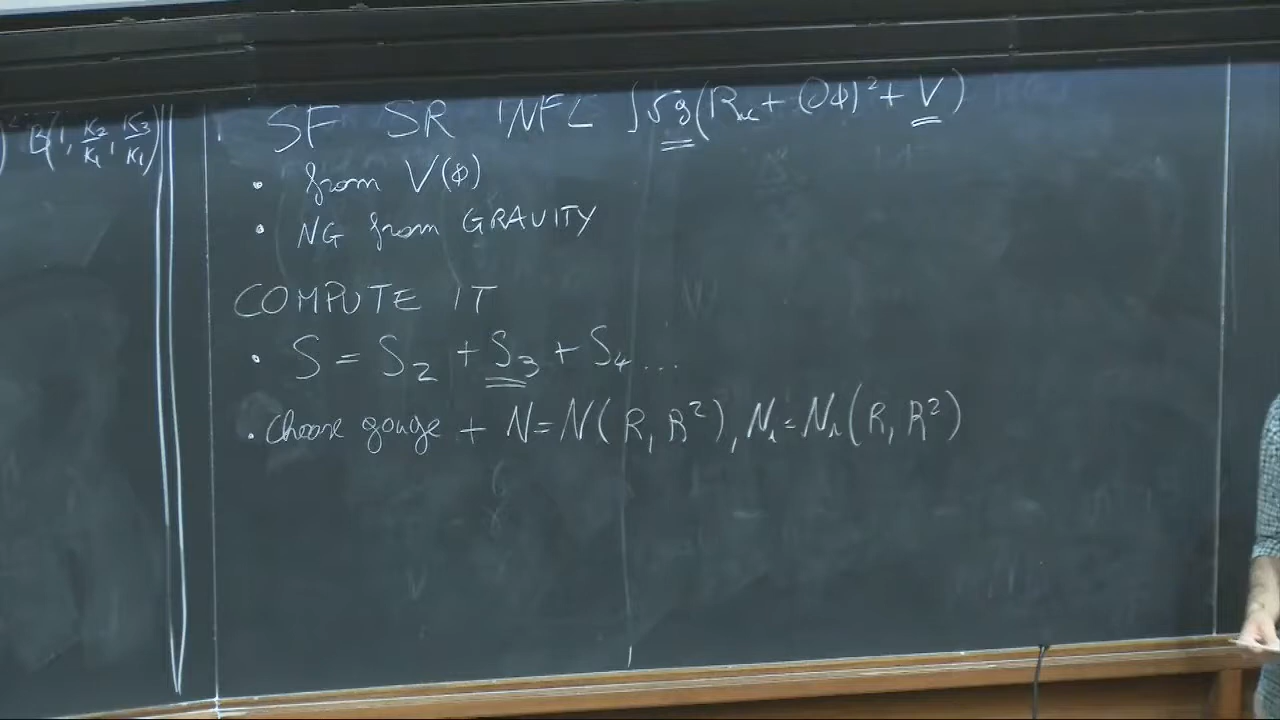 ) B(1, K2/K1, K3/K1)
SF SR INFL ∫√g(Ric + (∂φ)² + V)
• from V(φ)
• NG from GRAVITY
COMPUTE IT
• S = S₂ + S₃ + S₄ ...
• choose gauge + N = N(R, R²), Nᵢ = Nᵢ(R, R²)